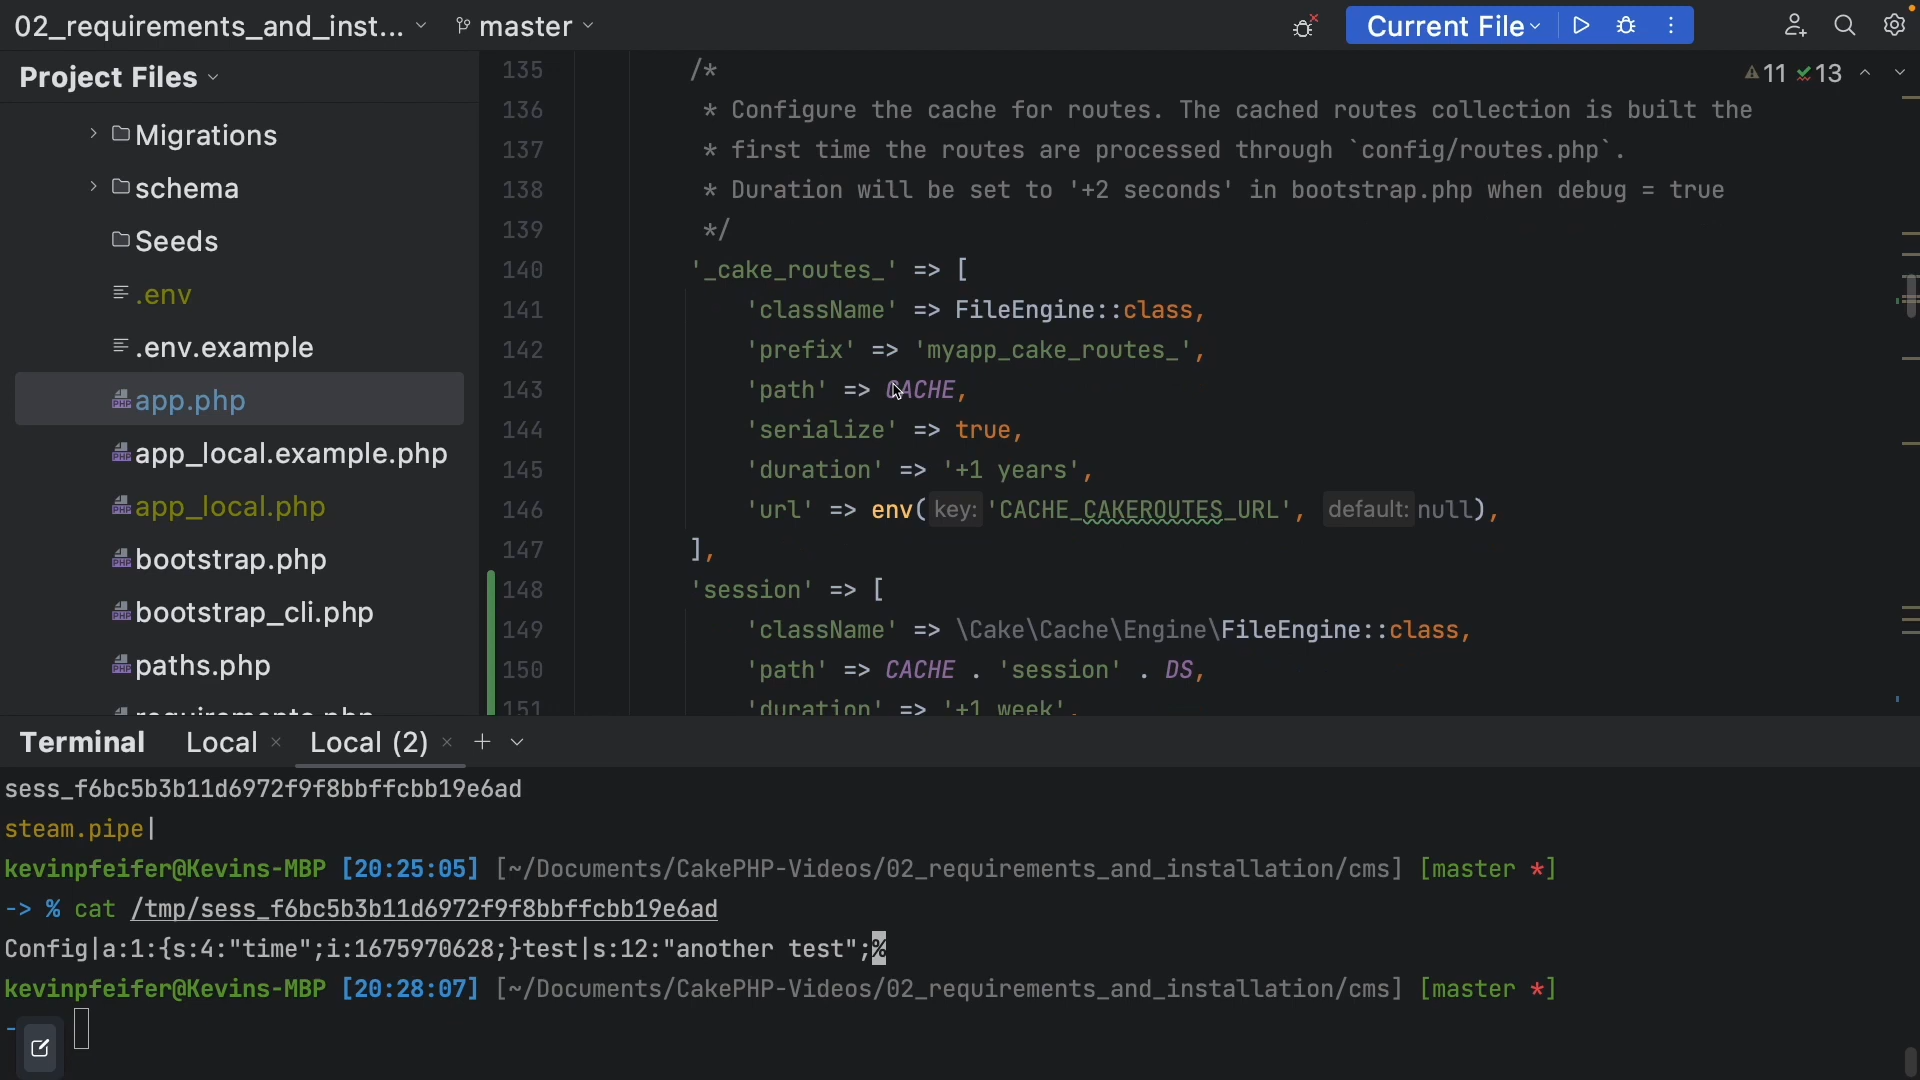 02_requirements_and_inst... master Current File
Project Files
Migrations
schema
Seeds
.env
.env.example
app.php
app_local.example.php
app_local.php
bootstrap.php
bootstrap_cli.php
paths.php
requirements.php
11 13
135 /*
136 * Configure the cache for routes. The cached routes collection is built the
137 * first time the routes are processed through `config/routes.php`.
138 * Duration will be set to '+2 seconds' in bootstrap.php when debug = true
139 */
140 '_cake_routes_' => [
141 'className' => FileEngine::class,
142 'prefix' => 'myapp_cake_routes_',
143 'path' => CACHE,
144 'serialize' => true,
145 'duration' => '+1 years',
146 'url' => env( key: 'CACHE_CAKEROUTES_URL', default: null),
147 ],
148 'session' => [
149 'className' => \Cake\Cache\Engine\FileEngine::class,
150 'path' => CACHE . 'session' . DS,
151 'duration' => '+1 week',
Terminal Local × Local (2) × +
sess_f6bc5b3b11d6972f9f8bbffcbb19e6ad
steam.pipe|
kevinpfeifer@Kevins-MBP [20:25:05] [~/Documents/CakePHP-Videos/02_requirements_and_installation/cms] [master *]
-> % cat /tmp/sess_f6bc5b3b11d6972f9f8bbffcbb19e6ad
Config|a:1:{s:4:"time";i:1675970628;}test|s:12:"another test";%
kevinpfeifer@Kevins-MBP [20:28:07] [~/Documents/CakePHP-Videos/02_requirements_and_installation/cms] [master *]
-